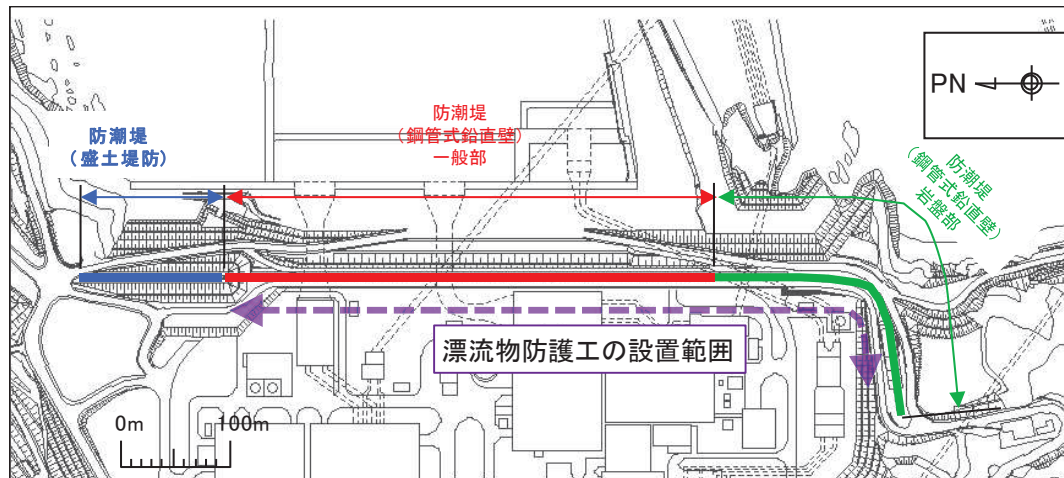 防潮堤
（盛土堤防）
防潮堤
（鋼管式鉛直壁）
一般部
PN
防潮堤
（鋼管式鉛直壁）
岩盤部
漂流物防護工の設置範囲
0m
100m